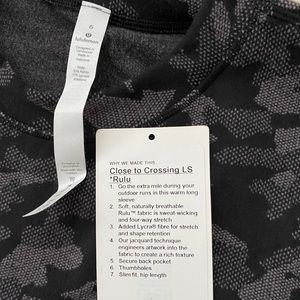 6
lululemon
WHY WE MADE THIS
Close to Crossing LS
*Rulu
1. Go the extra mile during your
outdoor runs in this warm long
sleeve
2. Soft, naturally breathable
Rulu™ fabric is sweat-wicking
and four-way stretch
3. Added Lycra® fibre for stretch
and shape retention
4. Our jacquard technique
engineers artwork into the
fabric to create a rich texture
5. Secure back pocket
6. Thumbholes
7. Slim fit, hip length